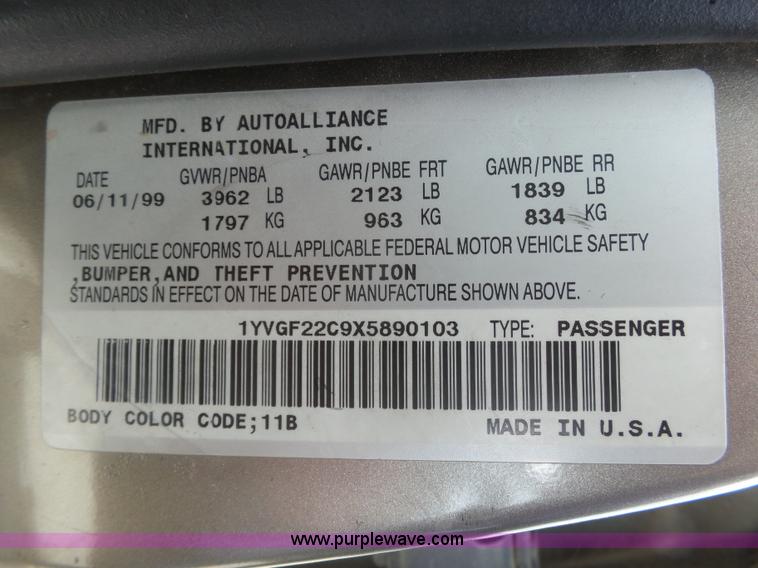 MFD. BY AUTOALLIANCE
INTERNATIONAL, INC.
DATE GVWR/PNBA GAWR/PNBE FRT GAWR/PNBE RR
06/11/99 3962 LB 2123 LB 1839 LB
1797 KG 963 KG 834 KG
THIS VEHICLE CONFORMS TO ALL APPLICABLE FEDERAL MOTOR VEHICLE SAFETY
,BUMPER,AND THEFT PREVENTION
STANDARDS IN EFFECT ON THE DATE OF MANUFACTURE SHOWN ABOVE.
1YVGF22C9X5890103 TYPE: PASSENGER
BODY COLOR CODE;11B MADE IN U.S.A.
www.purplewave.com